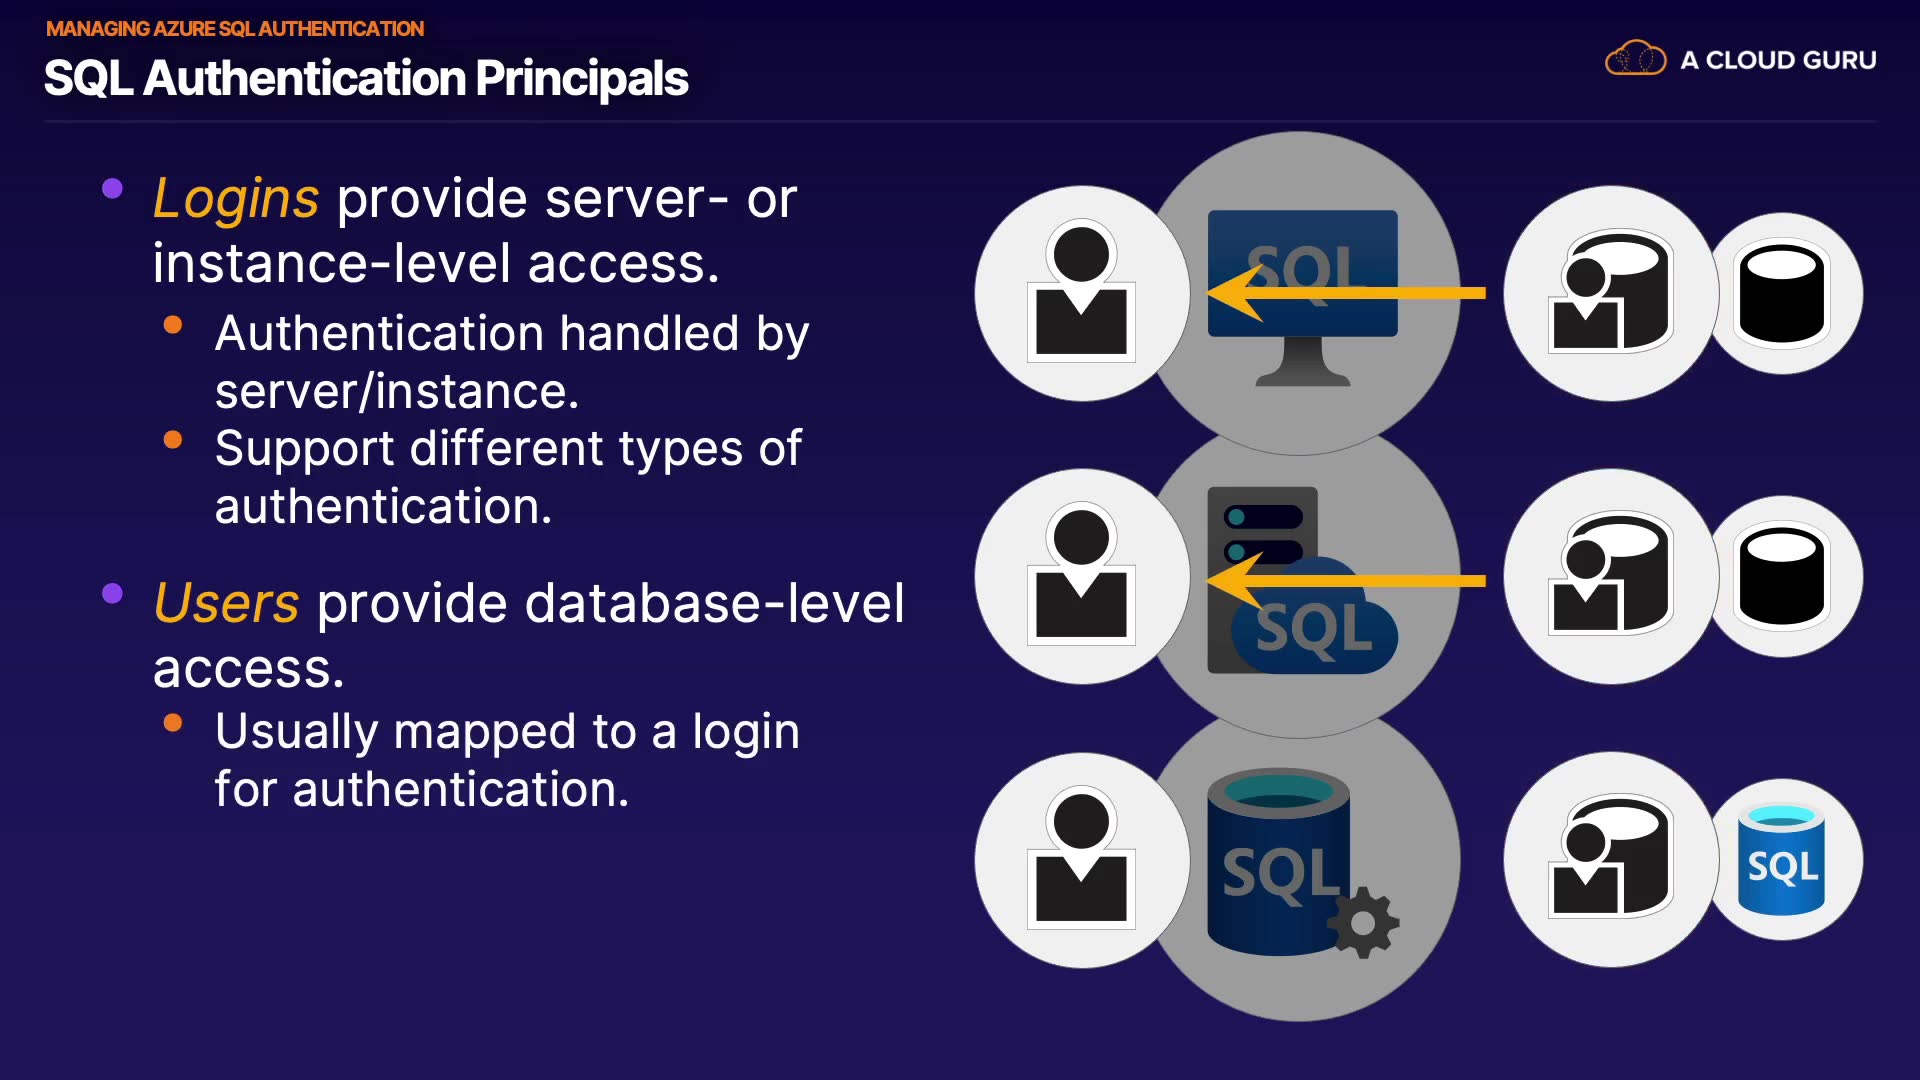 MANAGING AZURE SQL AUTHENTICATION
SQL Authentication Principals
A CLOUD GURU
Logins provide server- or
instance-level access.
Authentication handled by
server/instance.
Support different types of
authentication.
Users provide database-level
access.
Usually mapped to a login
for authentication.
SQL
SQL
SQL
SQL